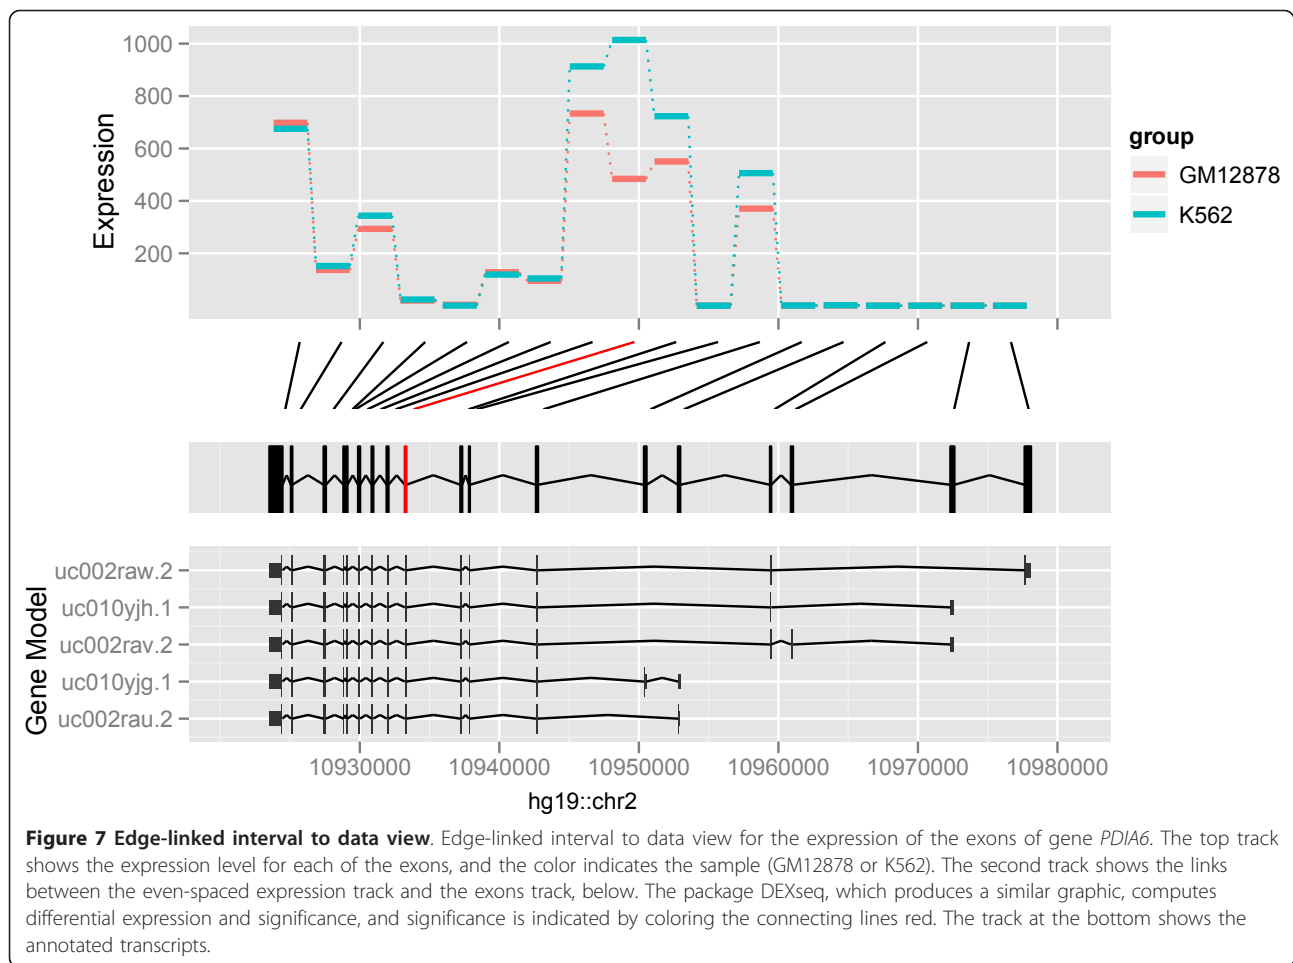 1000
800
600
400
200
Expression
group
GM12878
K562
uc002raw.2
uc010yjh.1
uc002rav.2
uc010yjg.1
uc002rau.2
Gene Model
10930000 10940000 10950000 10960000 10970000 10980000
hg19::chr2
Figure 7 Edge-linked interval to data view. Edge-linked interval to data view for the expression of the exons of gene PDIA6. The top track
shows the expression level for each of the exons, and the color indicates the sample (GM12878 or K562). The second track shows the links
between the even-spaced expression track and the exons track, below. The package DEXseq, which produces a similar graphic, computes
differential expression and significance, and significance is indicated by coloring the connecting lines red. The track at the bottom shows the
annotated transcripts.